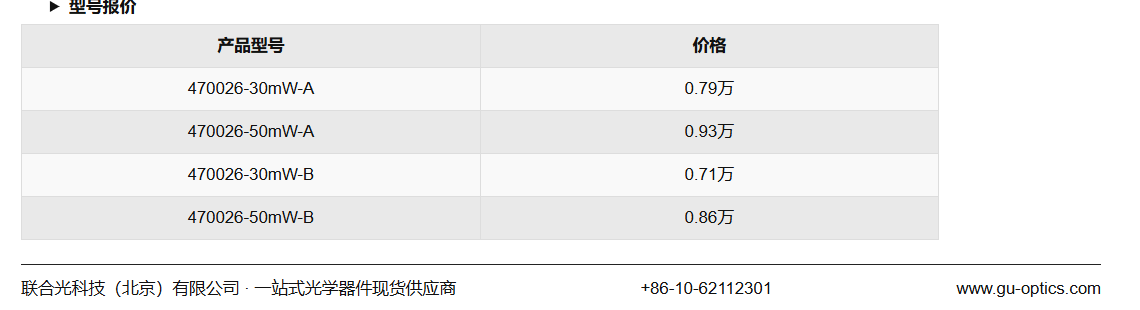 ▶ 型号报价
产品型号 价格
470026-30mW-A 0.79万
470026-50mW-A 0.93万
470026-30mW-B 0.71万
470026-50mW-B 0.86万
联合光科技（北京）有限公司 · 一站式光学器件现货供应商 +86-10-62112301 www.gu-optics.com